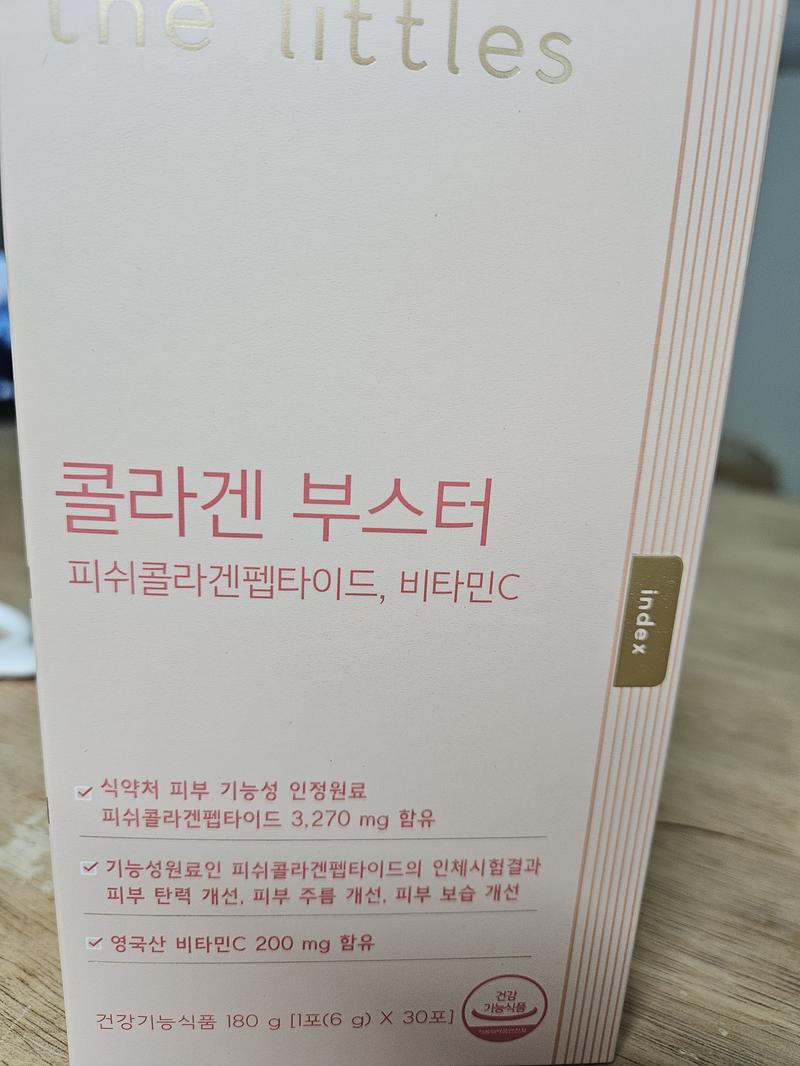 the littles
콜라겐 부스터
피쉬콜라겐펩타이드, 비타민C
index
식약처 피부 기능성 인정원료
피쉬콜라겐펩타이드 3,270 mg 함유
기능성원료인 피쉬콜라겐펩타이드의 인체시험결과
피부 탄력 개선, 피부 주름 개선, 피부 보습 개선
영국산 비타민C 200 mg 함유
건강기능식품 180 g [1포(6 g) X 30포]
건강
기능식품